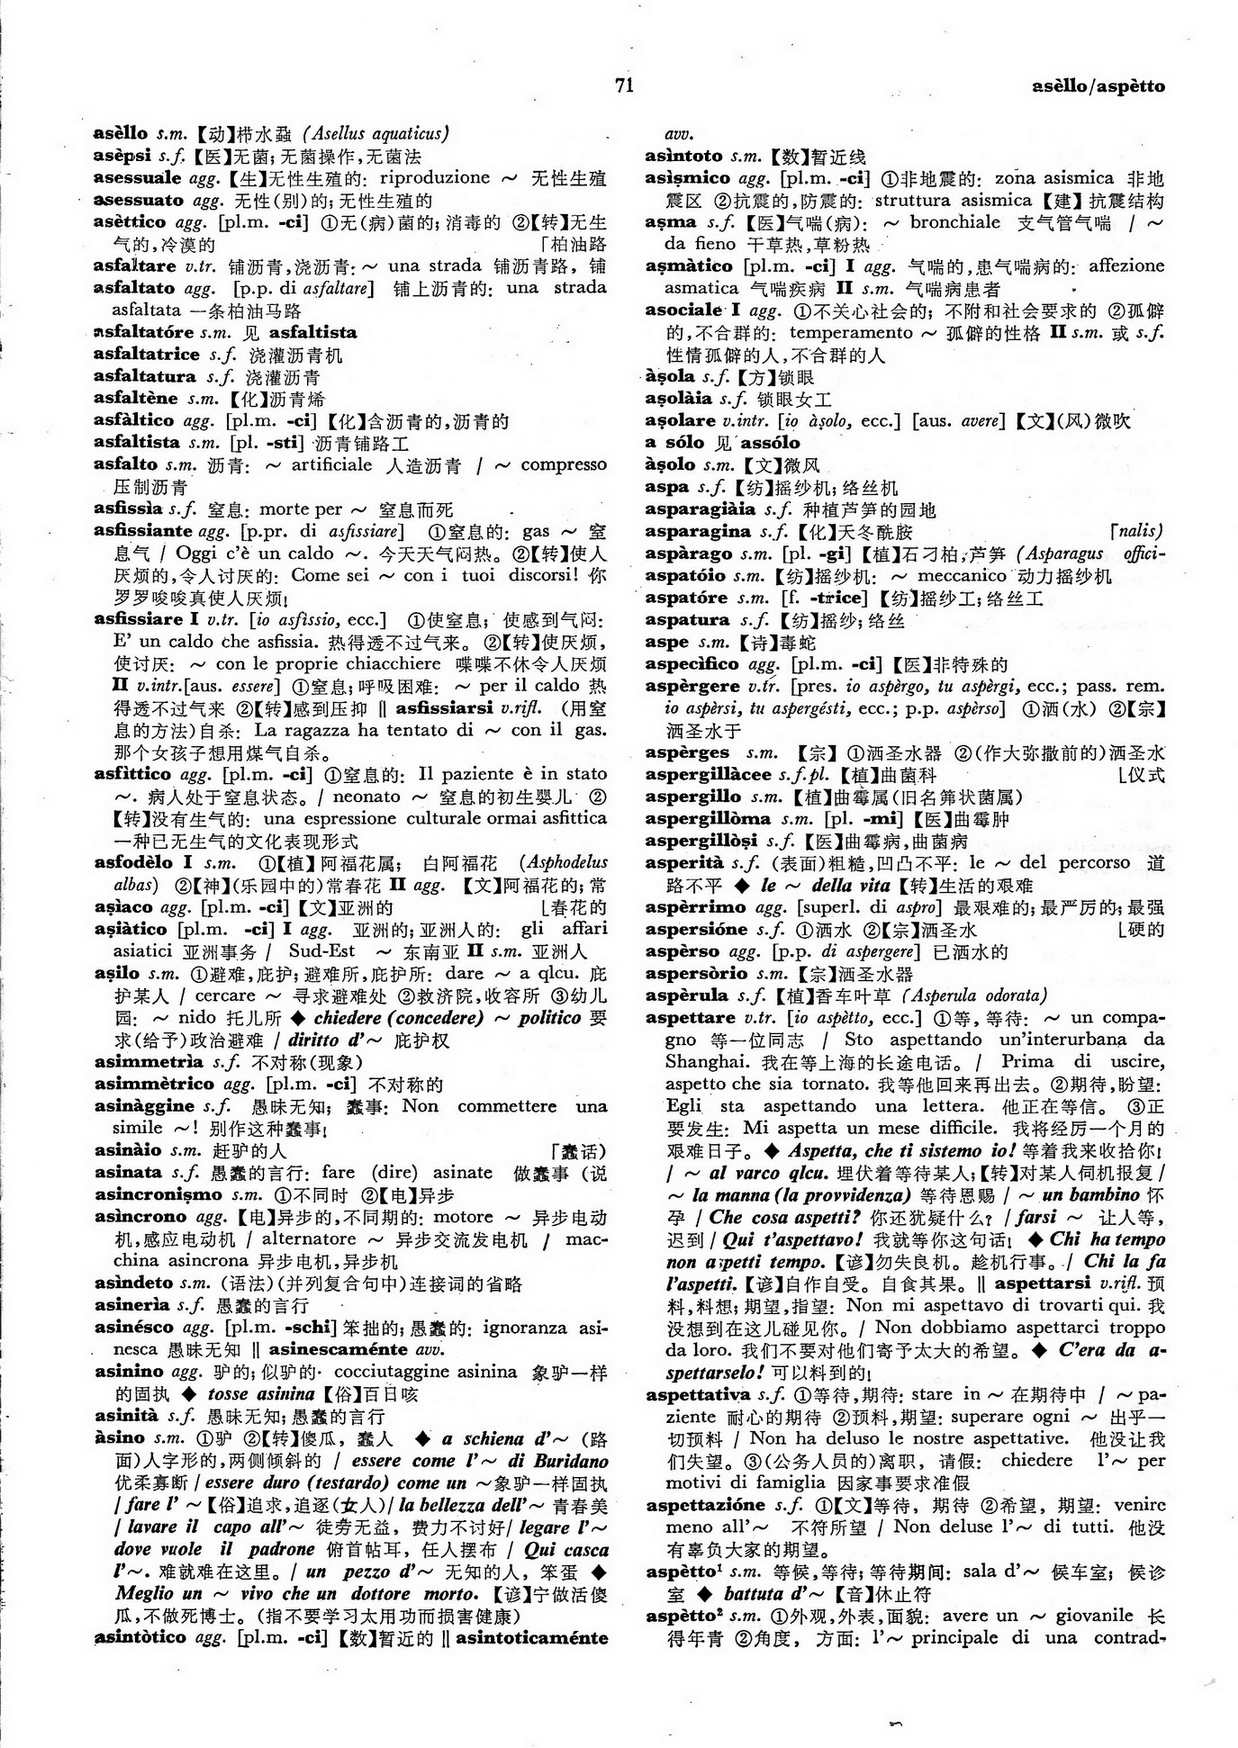 71
asèllo/aspètto
asèllo s.m. 【动】栉水蝨 (Asellus aquaticus)
asèpsi s.f. 【医】无菌; 无菌操作,无菌法
asessuale agg. 【生】无性生殖的: riproduzione ～ 无性生殖
asessuato agg. 无性(别)的; 无性生殖的
asèttico agg. [pl.m. -ci] ①无(病)菌的; 消毒的 ②【转】无生
气的,冷漠的 「柏油路
asfaltare v.tr. 铺沥青,浇沥青: ～ una strada 铺沥青路, 铺
asfaltato agg. [p.p. di asfaltare] 铺上沥青的: una strada
asfaltata 一条柏油马路
asfaltatóre s.m. 见 asfaltista
asfaltatrice s.f. 浇灌沥青机
asfaltatura s.f. 浇灌沥青
asfaltène s.m. 【化】沥青烯
asfàltico agg. [pl.m. -ci] 【化】含沥青的,沥青的
asfaltista s.m. [pl. -sti] 沥青铺路工
asfalto s.m. 沥青: ～ artificiale 人造沥青 / ～ compresso
压制沥青
asfissìa s.f. 窒息: morte per ～ 窒息而死
asfissiante agg. [p.pr. di asfissiare] ①窒息的: gas ～ 窒
息气 / Oggi c'è un caldo ～. 今天天气闷热。②【转】使人
厌烦的,令人讨厌的: Come sei ～ con i tuoi discorsi! 你
罗罗唆唆真使人厌烦!
asfissiare I v.tr. [io asfissio, ecc.] ①使窒息; 使感到气闷:
E' un caldo che asfissia. 热得透不过气来。②【转】使厌烦,
使讨厌: ～ con le proprie chiacchiere 喋喋不休令人厌烦
II v.intr.[aus. essere] ①窒息; 呼吸困难: ～ per il caldo 热
得透不过气来 ②【转】感到压抑 ‖ asfissiarsi v.rifl. (用窒
息的方法)自杀: La ragazza ha tentato di ～ con il gas.
那个女孩子想用煤气自杀。
asfìttico agg. [pl.m. -ci] ①窒息的: Il paziente è in stato
～. 病人处于窒息状态。/ neonato ～ 窒息的初生婴儿 ②
【转】没有生气的: una espressione culturale ormai asfittica
一种已无生气的文化表现形式
asfodèlo I s.m. ①【植】阿福花属; 白阿福花 (Asphodelus
albas) ②【神】(乐园中的)常春花 II agg. 【文】阿福花的; 常
aṣìaco agg. [pl.m. -ci] 【文】亚洲的 ⌊春花的
aṣiàtico [pl.m. -ci] I agg. 亚洲的; 亚洲人的: gli affari
asiatici 亚洲事务 / Sud-Est ～ 东南亚 II s.m. 亚洲人
aṣilo s.m. ①避难,庇护; 避难所,庇护所: dare ～ a qlcu. 庇
护某人 / cercare ～ 寻求避难处 ②救济院,收容所 ③幼儿
园: ～ nido 托儿所 ◆ chiedere (concedere) ～ politico 要
求(给予)政治避难 / diritto d'～ 庇护权
asimmetrìa s.f. 不对称(现象)
asimmètrico agg. [pl.m. -ci] 不对称的
asinàggine s.f. 愚昧无知; 蠢事: Non commettere una
simile ～! 别作这种蠢事!
asinàio s.m. 赶驴的人 「蠢话)
asinata s.f. 愚蠢的言行: fare (dire) asinate 做蠢事 (说
asincroniṣmo s.m. ①不同时 ②【电】异步
asìncrono agg. 【电】异步的,不同期的: motore ～ 异步电动
机,感应电动机 / alternatore ～ 异步交流发电机 / mac-
china asincrona 异步电机,异步机
asìndeto s.m. (语法)(并列复合句中)连接词的省略
asinerìa s.f. 愚蠢的言行
asinésco agg. [pl.m. -schi] 笨拙的; 愚蠢的: ignoranza asi-
nesca 愚昧无知 ‖ asinescaménte avv.
asinino agg. 驴的; 似驴的: cocciutaggine asinina 象驴一样
的固执 ◆ tosse asinina 【俗】百日咳
asinità s.f. 愚昧无知; 愚蠢的言行
àsino s.m. ①驴 ②【转】傻瓜, 蠢人 ◆ a schiena d'～ (路
面)人字形的,两侧倾斜的 / essere come l'～ di Buridano
优柔寡断 / essere duro (testardo) come un ～象驴一样固执
/ fare l' ～【俗】追求,追逐(女人) / la bellezza dell'～ 青春美
/ lavare il capo all'～ 徒劳无益, 费力不讨好 / legare l'～
dove vuole il padrone 俯首帖耳, 任人摆布 / Qui casca
l'～. 难就难在这里。/ un pezzo d'～ 无知的人, 笨蛋 ◆
Meglio un ～ vivo che un dottore morto. 【谚】宁做活傻
瓜,不做死博士。(指不要学习太用功而损害健康)
asintòtico agg. [pl.m. -ci] 【数】暂近的 ‖ asintoticaménte
avv.
asìntoto s.m. 【数】暂近线
asìṣmico agg. [pl.m. -ci] ①非地震的: zona asismica 非地
震区 ②抗震的,防震的: struttura asismica 【建】抗震结构
aṣma s.f. 【医】气喘(病): ～ bronchiale 支气管气喘 / ～
da fieno 干草热,草粉热
aṣmàtico [pl.m. -ci] I agg. 气喘的,患气喘病的: affezione
asmatica 气喘疾病 II s.m. 气喘病患者
asociale I agg. ①不关心社会的; 不附和社会要求的 ②孤僻
的,不合群的: temperamento ～ 孤僻的性格 II s.m. 或 s.f.
性情孤僻的人,不合群的人
àṣola s.f. 【方】锁眼
aṣolàia s.f. 锁眼女工
aṣolare v.intr. [io àṣolo, ecc.] [aus. avere] 【文】(风)微吹
a sólo 见 assólo
àṣolo s.m. 【文】微风
aspa s.f. 【纺】摇纱机; 络丝机
asparagiàia s.f. 种植芦笋的园地
asparagina s.f. 【化】天冬酰胺 「nalis)
aspàrago s.m. [pl. -gi] 【植】石刁柏,芦笋 (Asparagus offici-
aspatóio s.m. 【纺】摇纱机: ～ meccanico 动力摇纱机
aspatóre s.m. [f. -trice] 【纺】摇纱工; 络丝工
aspatura s.f. 【纺】摇纱; 络丝
aspe s.m. 【诗】毒蛇
aspecìfico agg. [pl.m. -ci] 【医】非特殊的
aspèrgere v.tr. [pres. io aspèrgo, tu aspèrgi, ecc.; pass. rem.
io aspèrsi, tu aspergésti, ecc.; p.p. aspèrso] ①洒(水) ②【宗】
洒圣水于
aspèrges s.m. 【宗】①洒圣水器 ②(作大弥撒前的)洒圣水
aspergillàcee s.f.pl. 【植】曲菌科 ⌊仪式
aspergillo s.m. 【植】曲霉属(旧名筛状菌属)
aspergillòma s.m. [pl. -mi] 【医】曲霉肿
aspergillòṣi s.f. 【医】曲霉病,曲菌病
asperità s.f. (表面)粗糙,凹凸不平: le ～ del percorso 道
路不平 ◆ le ～ della vita 【转】生活的艰难
aspèrrimo agg. [superl. di aspro] 最艰难的; 最严厉的; 最强
aspersióne s.f. ①洒水 ②【宗】洒圣水 ⌊硬的
aspèrso agg. [p.p. di aspergere] 已洒水的
aspersòrio s.m. 【宗】洒圣水器
aspèrula s.f. 【植】香车叶草 (Asperula odorata)
aspettare v.tr. [io aspètto, ecc.] ①等, 等待: ～ un compa-
gno 等一位同志 / Sto aspettando un'interurbana da
Shanghai. 我在等上海的长途电话。/ Prima di uscire,
aspetto che sia tornato. 我等他回来再出去。②期待,盼望:
Egli sta aspettando una lettera. 他正在等信。 ③正
要发生: Mi aspetta un mese difficile. 我将经历一个月的
艰难日子。◆ Aspetta, che ti sistemo io! 等着我来收拾你!
/ ～ al varco qlcu. 埋伏着等待某人; 【转】对某人伺机报复 /
～ la manna (la provvidenza) 等待恩赐 / ～ un bambino 怀
孕 / Che cosa aspetti? 你还犹疑什么? / farsi ～ 让人等,
迟到 / Qui t'aspettavo! 我就等你这句话! ◆ Chi ha tempo
non aspetti tempo. 【谚】勿失良机。趁机行事。/ Chi la fa
l'aspetti. 【谚】自作自受。自食其果。‖ aspettarsi v.rifl. 预
料,料想; 期望,指望: Non mi aspettavo di trovarti qui. 我
没想到在这儿碰见你。/ Non dobbiamo aspettarci troppo
da loro. 我们不要对他们寄予太大的希望。◆ C'era da a-
spettarselo! 可以料到的!
aspettativa s.f. ①等待,期待: stare in ～ 在期待中 / ～ pa-
ziente 耐心的期待 ②预料,期望: superare ogni ～ 出乎一
切预料 / Non ha deluso le nostre aspettative. 他没让我
们失望。③(公务人员的)离职, 请假: chiedere l'～ per
motivi di famiglia 因家事要求准假
aspettazióne s.f. ①【文】等待, 期待 ②希望, 期望: venire
meno all'～ 不符所望 / Non deluse l'～ di tutti. 他没
有辜负大家的期望。
aspètto¹ s.m. 等候,等待; 等待期间: sala d'～ 候车室; 候诊
室 ◆ battuta d'～ 【音】休止符
aspètto² s.m. ①外观,外表,面貌: avere un ～ giovanile 长
得年青 ②角度, 方面: l'～ principale di una contrad-